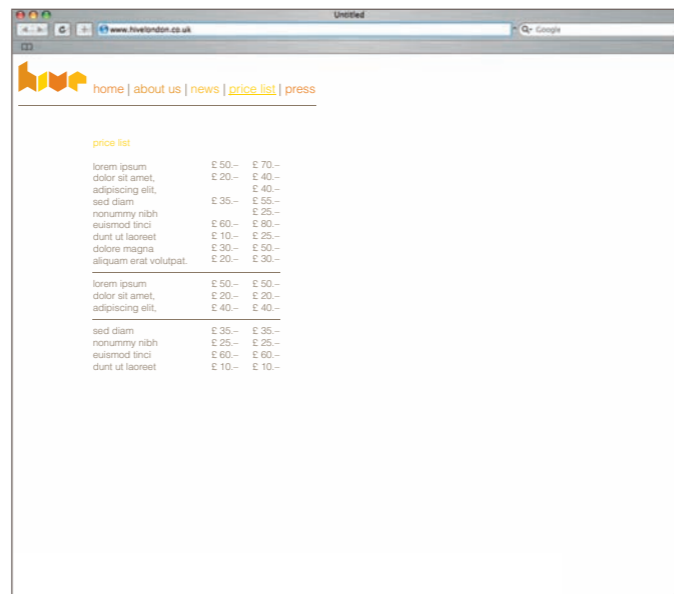 Untitled
www.hivelondon.co.uk
Google
hive
home | about us | news | price list | press
price list
lorem ipsum £ 50.– £ 70.–
dolor sit amet, £ 20.– £ 40.–
adipiscing elit, £ 40.–
sed diam £ 35.– £ 55.–
nonummy nibh £ 25.–
euismod tinci £ 60.– £ 80.–
dunt ut laoreet £ 10.– £ 25.–
dolore magna £ 30.– £ 50.–
aliquam erat volutpat. £ 20.– £ 30.–
lorem ipsum £ 50.– £ 50.–
dolor sit amet, £ 20.– £ 20.–
adipiscing elit, £ 40.– £ 40.–
sed diam £ 35.– £ 35.–
nonummy nibh £ 25.– £ 25.–
euismod tinci £ 60.– £ 60.–
dunt ut laoreet £ 10.– £ 10.–